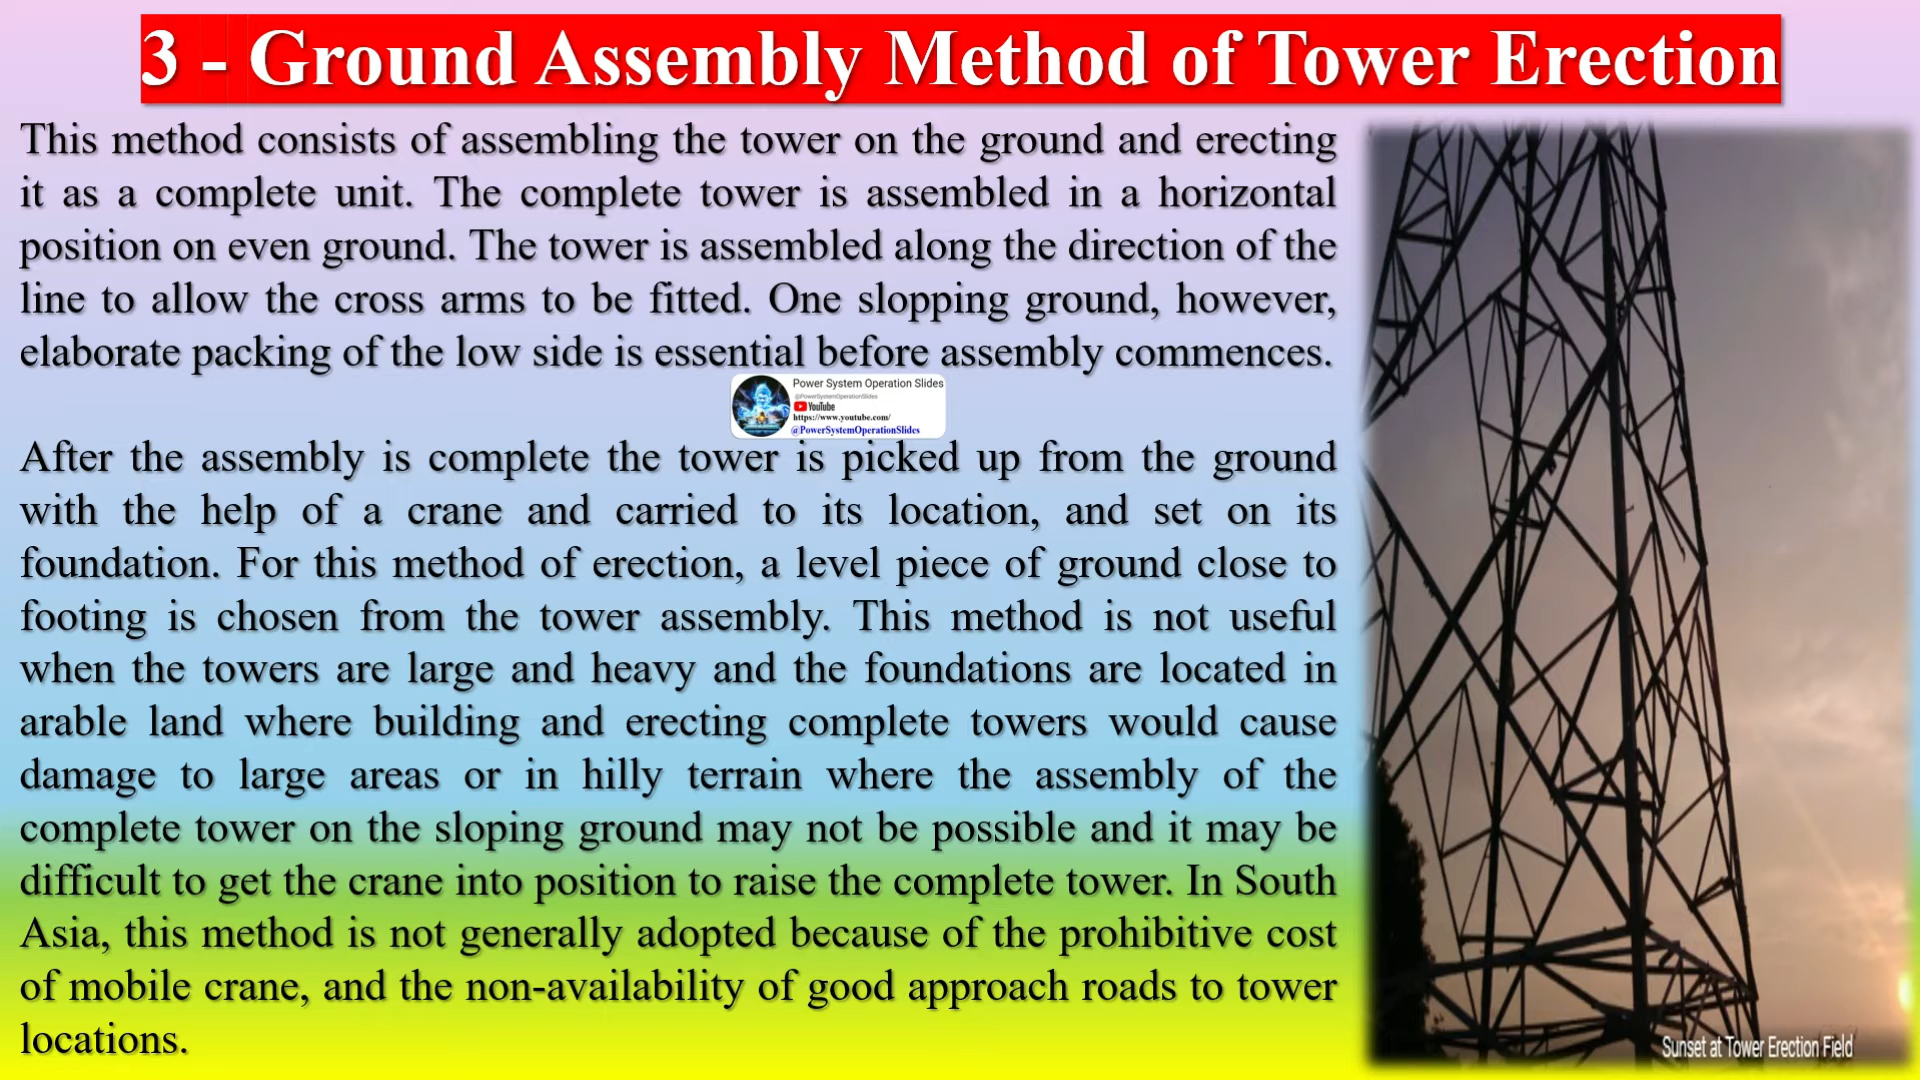 3 - Ground Assembly Method of Tower Erection
This method consists of assembling the tower on the ground and erecting
it as a complete unit. The complete tower is assembled in a horizontal
position on even ground. The tower is assembled along the direction of the
line to allow the cross arms to be fitted. One slopping ground, however,
elaborate packing of the low side is essential before assembly commences.
Power System Operation Slides
@PowerSystemOperationSlides
YouTube
https://www.youtube.com/
@PowerSystemOperationSlides
After the assembly is complete the tower is picked up from the ground
with the help of a crane and carried to its location, and set on its
foundation. For this method of erection, a level piece of ground close to
footing is chosen from the tower assembly. This method is not useful
when the towers are large and heavy and the foundations are located in
arable land where building and erecting complete towers would cause
damage to large areas or in hilly terrain where the assembly of the
complete tower on the sloping ground may not be possible and it may be
difficult to get the crane into position to raise the complete tower. In South
Asia, this method is not generally adopted because of the prohibitive cost
of mobile crane, and the non-availability of good approach roads to tower
locations.
Sunset at Tower Erection Field